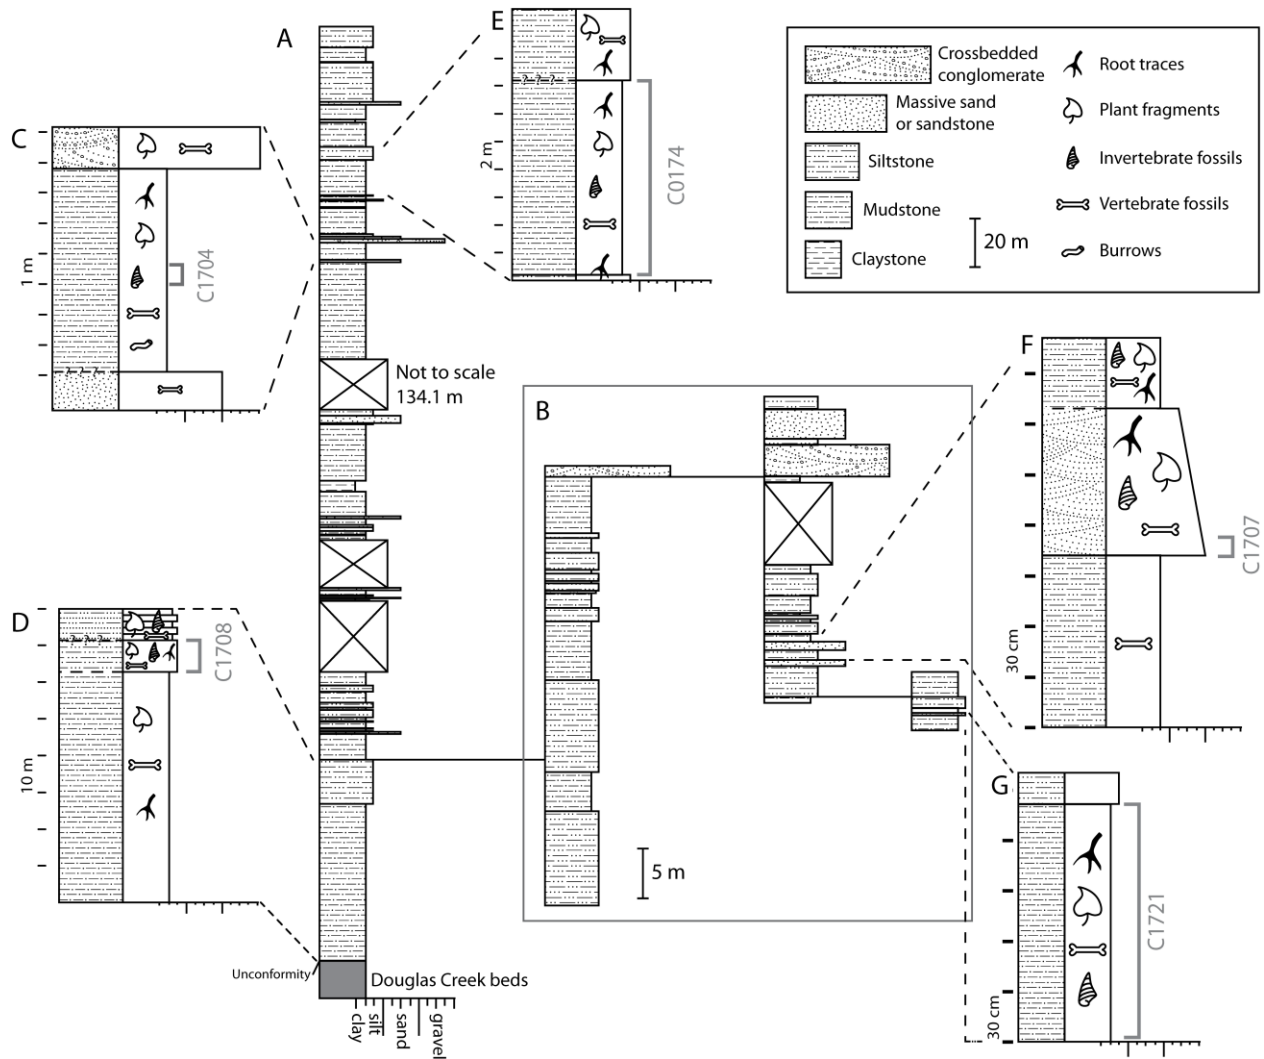 A
E
2 m
? ? ?
C0174
Crossbedded
conglomerate
Massive sand
or sandstone
Siltstone
Mudstone
Claystone
20 m
Root traces
Plant fragments
Invertebrate fossils
Vertebrate fossils
Burrows
C
1 m
C1704
? ? ?
Not to scale
134.1 m
B
5 m
F
30 cm
C1707
D
10 m
? ? ?
C1708
G
30 cm
C1721
Unconformity
Douglas Creek beds
clay
silt
sand
gravel